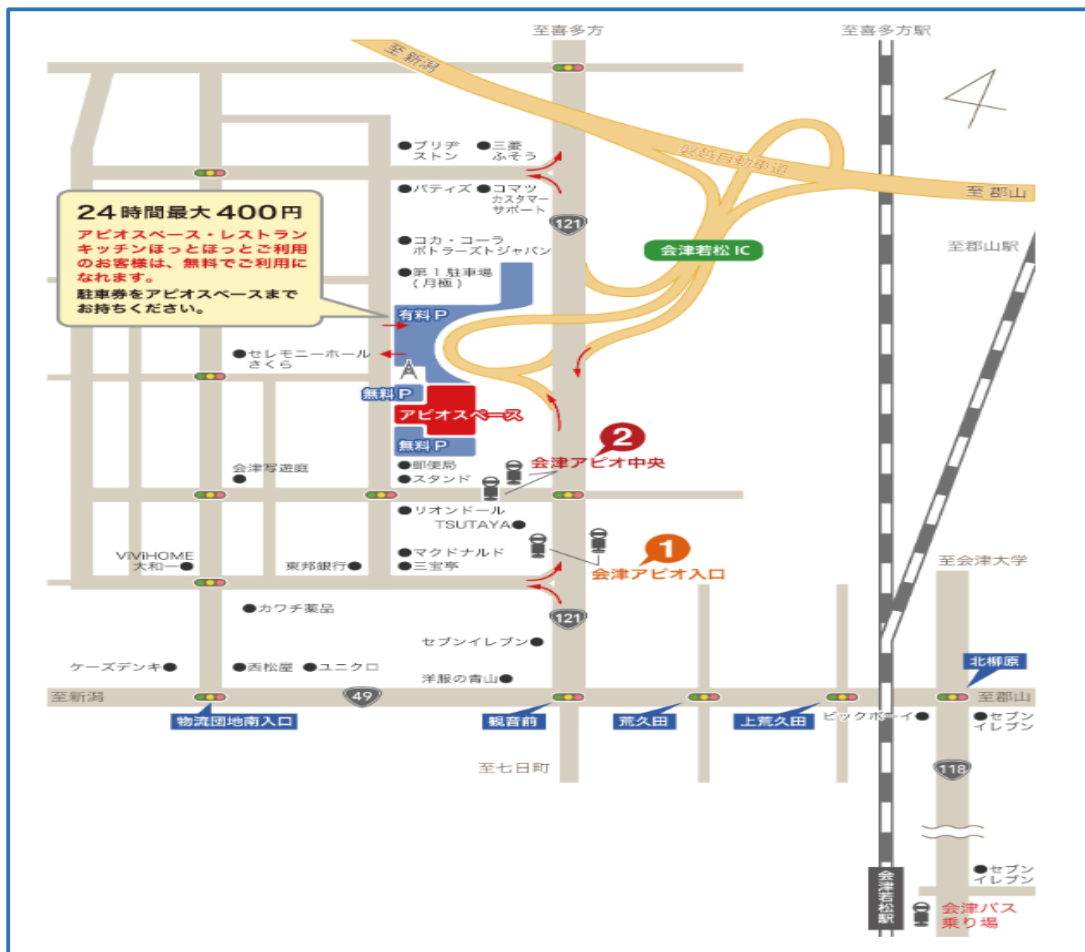 至喜多方
至喜多方駅
至 新潟
磐越自動車道
至 郡山
●ブリヂ
ストン
●三菱
ふそう
●パティズ
●コマツ
カスタマー
サポート
121
24時間最大400円
アピオスペース・レストラン
キッチンほっとほっとご利用
のお客様は、無料でご利用に
なれます。
駐車券をアピオスペースまで
お持ちください。
●コカ・コーラ
ボトラーズトジャパン
会津若松 IC
至郡山駅
●第1駐車場
(月極)
有料 P
●セレモニーホール
さくら
無料 P
アピオスペース
無料 P
2
会津アピオ中央
会津写遊庭
●
●郵便局
●スタンド
●リオンドール
TSUTAYA●
1
会津アピオ入口
ViViHOME
大和一●
東邦銀行●
●マクドナルド
●三宝亭
至会津大学
●カワチ薬品
121
セブンイレブン●
ケーズデンキ●
●西松屋
●ユニクロ
洋服の青山●
北柳原
至新潟
49
至郡山
物流団地南入口
観音前
荒久田
上荒久田
ビックボーイ●
●セブン
イレブン
至七日町
118
●セブン
イレブン
会津若松駅
会津バス
乗り場